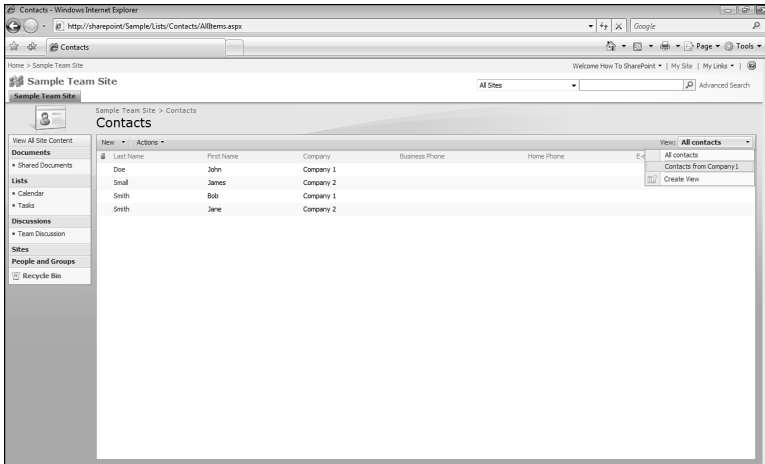 Contacts - Windows Internet Explorer
http://sharepoint/Sample/Lists/Contacts/AllItems.aspx
Google
Contacts
Page Tools
Home > Sample Team Site
Welcome How To SharePoint | My Site | My Links |
Sample Team Site
All Sites
Advanced Search
Sample Team Site
Sample Team Site > Contacts
Contacts
View All Site Content
New Actions
View: All contacts
Documents
Last Name First Name Company Business Phone Home Phone
All contacts
Shared Documents
Doe John Company 1
Contacts from Company1
Lists
Small James Company 2
Create View
Calendar
Smith Bob Company 1
Tasks
Smith Jane Company 2
Discussions
Team Discussion
Sites
People and Groups
Recycle Bin